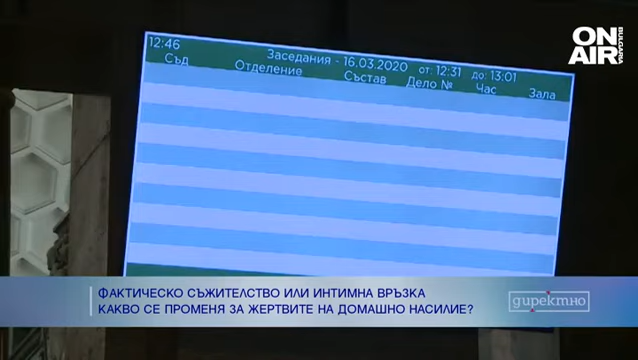 ON
AIR
BULGARIA
12:46
Заседания - 16.03.2020 от: 12:31 до: 13:01
Съд Отделение Състав Дело № Час Зала
ФАКТИЧЕСКО СЪЖИТЕЛСТВО ИЛИ ИНТИМНА ВРЪЗКА
КАКВО СЕ ПРОМЕНЯ ЗА ЖЕРТВИТЕ НА ДОМАШНО НАСИЛИЕ?
директно